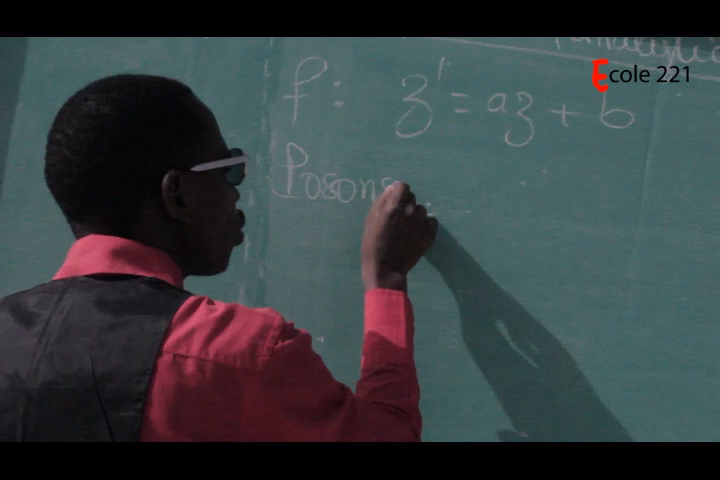 Ecole 221
f : z' = az + b
Posons